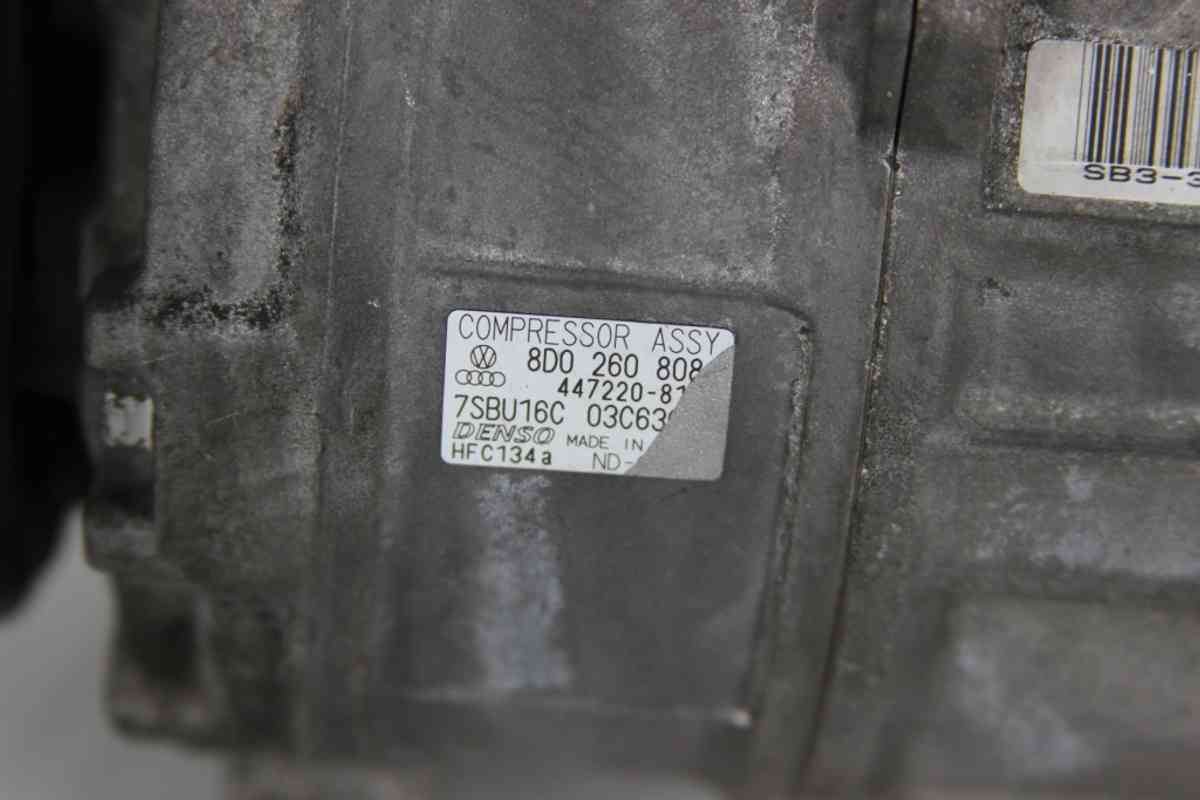 SB3-3
COMPRESSOR ASSY
8D0 260 808
447220-81
7SBU16C 03C63
DENSO MADE IN
HFC134a ND-